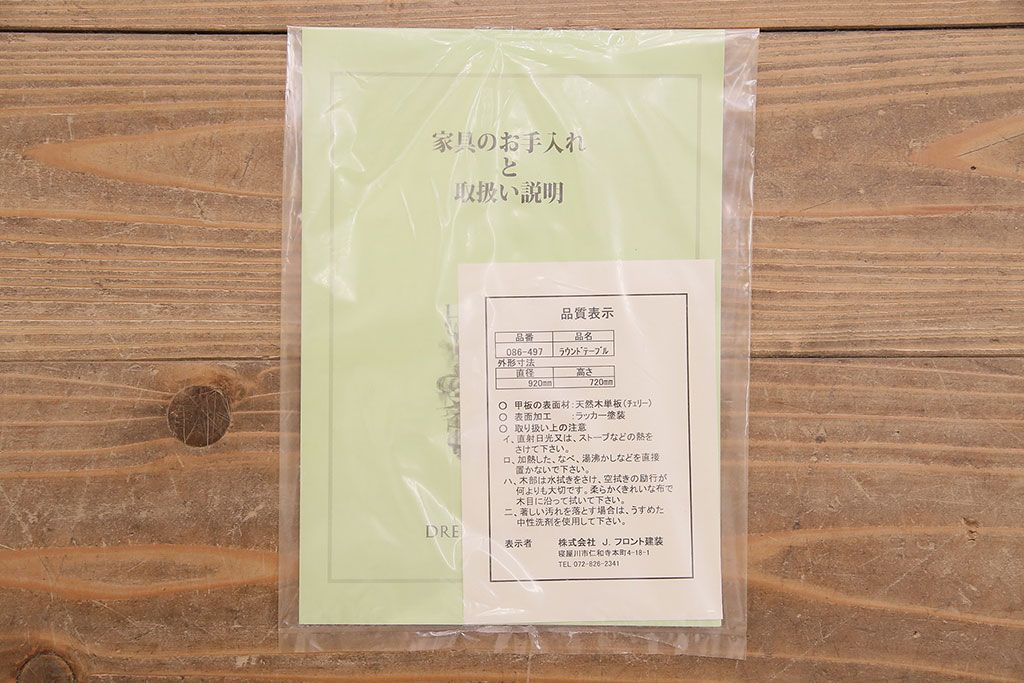 家具のお手入れ
と
取扱い説明
DRE
品質表示
品番 品名
086-497 ラウンドテーブル
外形寸法
直径 高さ
920mm 720mm
○ 甲板の表面材:天然木単板(チェリー)
○ 表面加工 :ラッカー塗装
○ 取り扱い上の注意
イ、直射日光又は、ストーブなどの熱を
さけて下さい。
ロ、加熱した、なべ、湯沸かしなどを直接
置かないで下さい。
ハ、木部は水拭きをさけ、空拭きの励行が
何よりも大切です。柔らかくきれいな布で
木目に沿って拭いて下さい。
ニ、著しい汚れを落とす場合は、うすめた
中性洗剤を使用して下さい。
表示者 株式会社 J. フロント建装
寝屋川市仁和寺本町4-18-1
TEL 072-826-2341